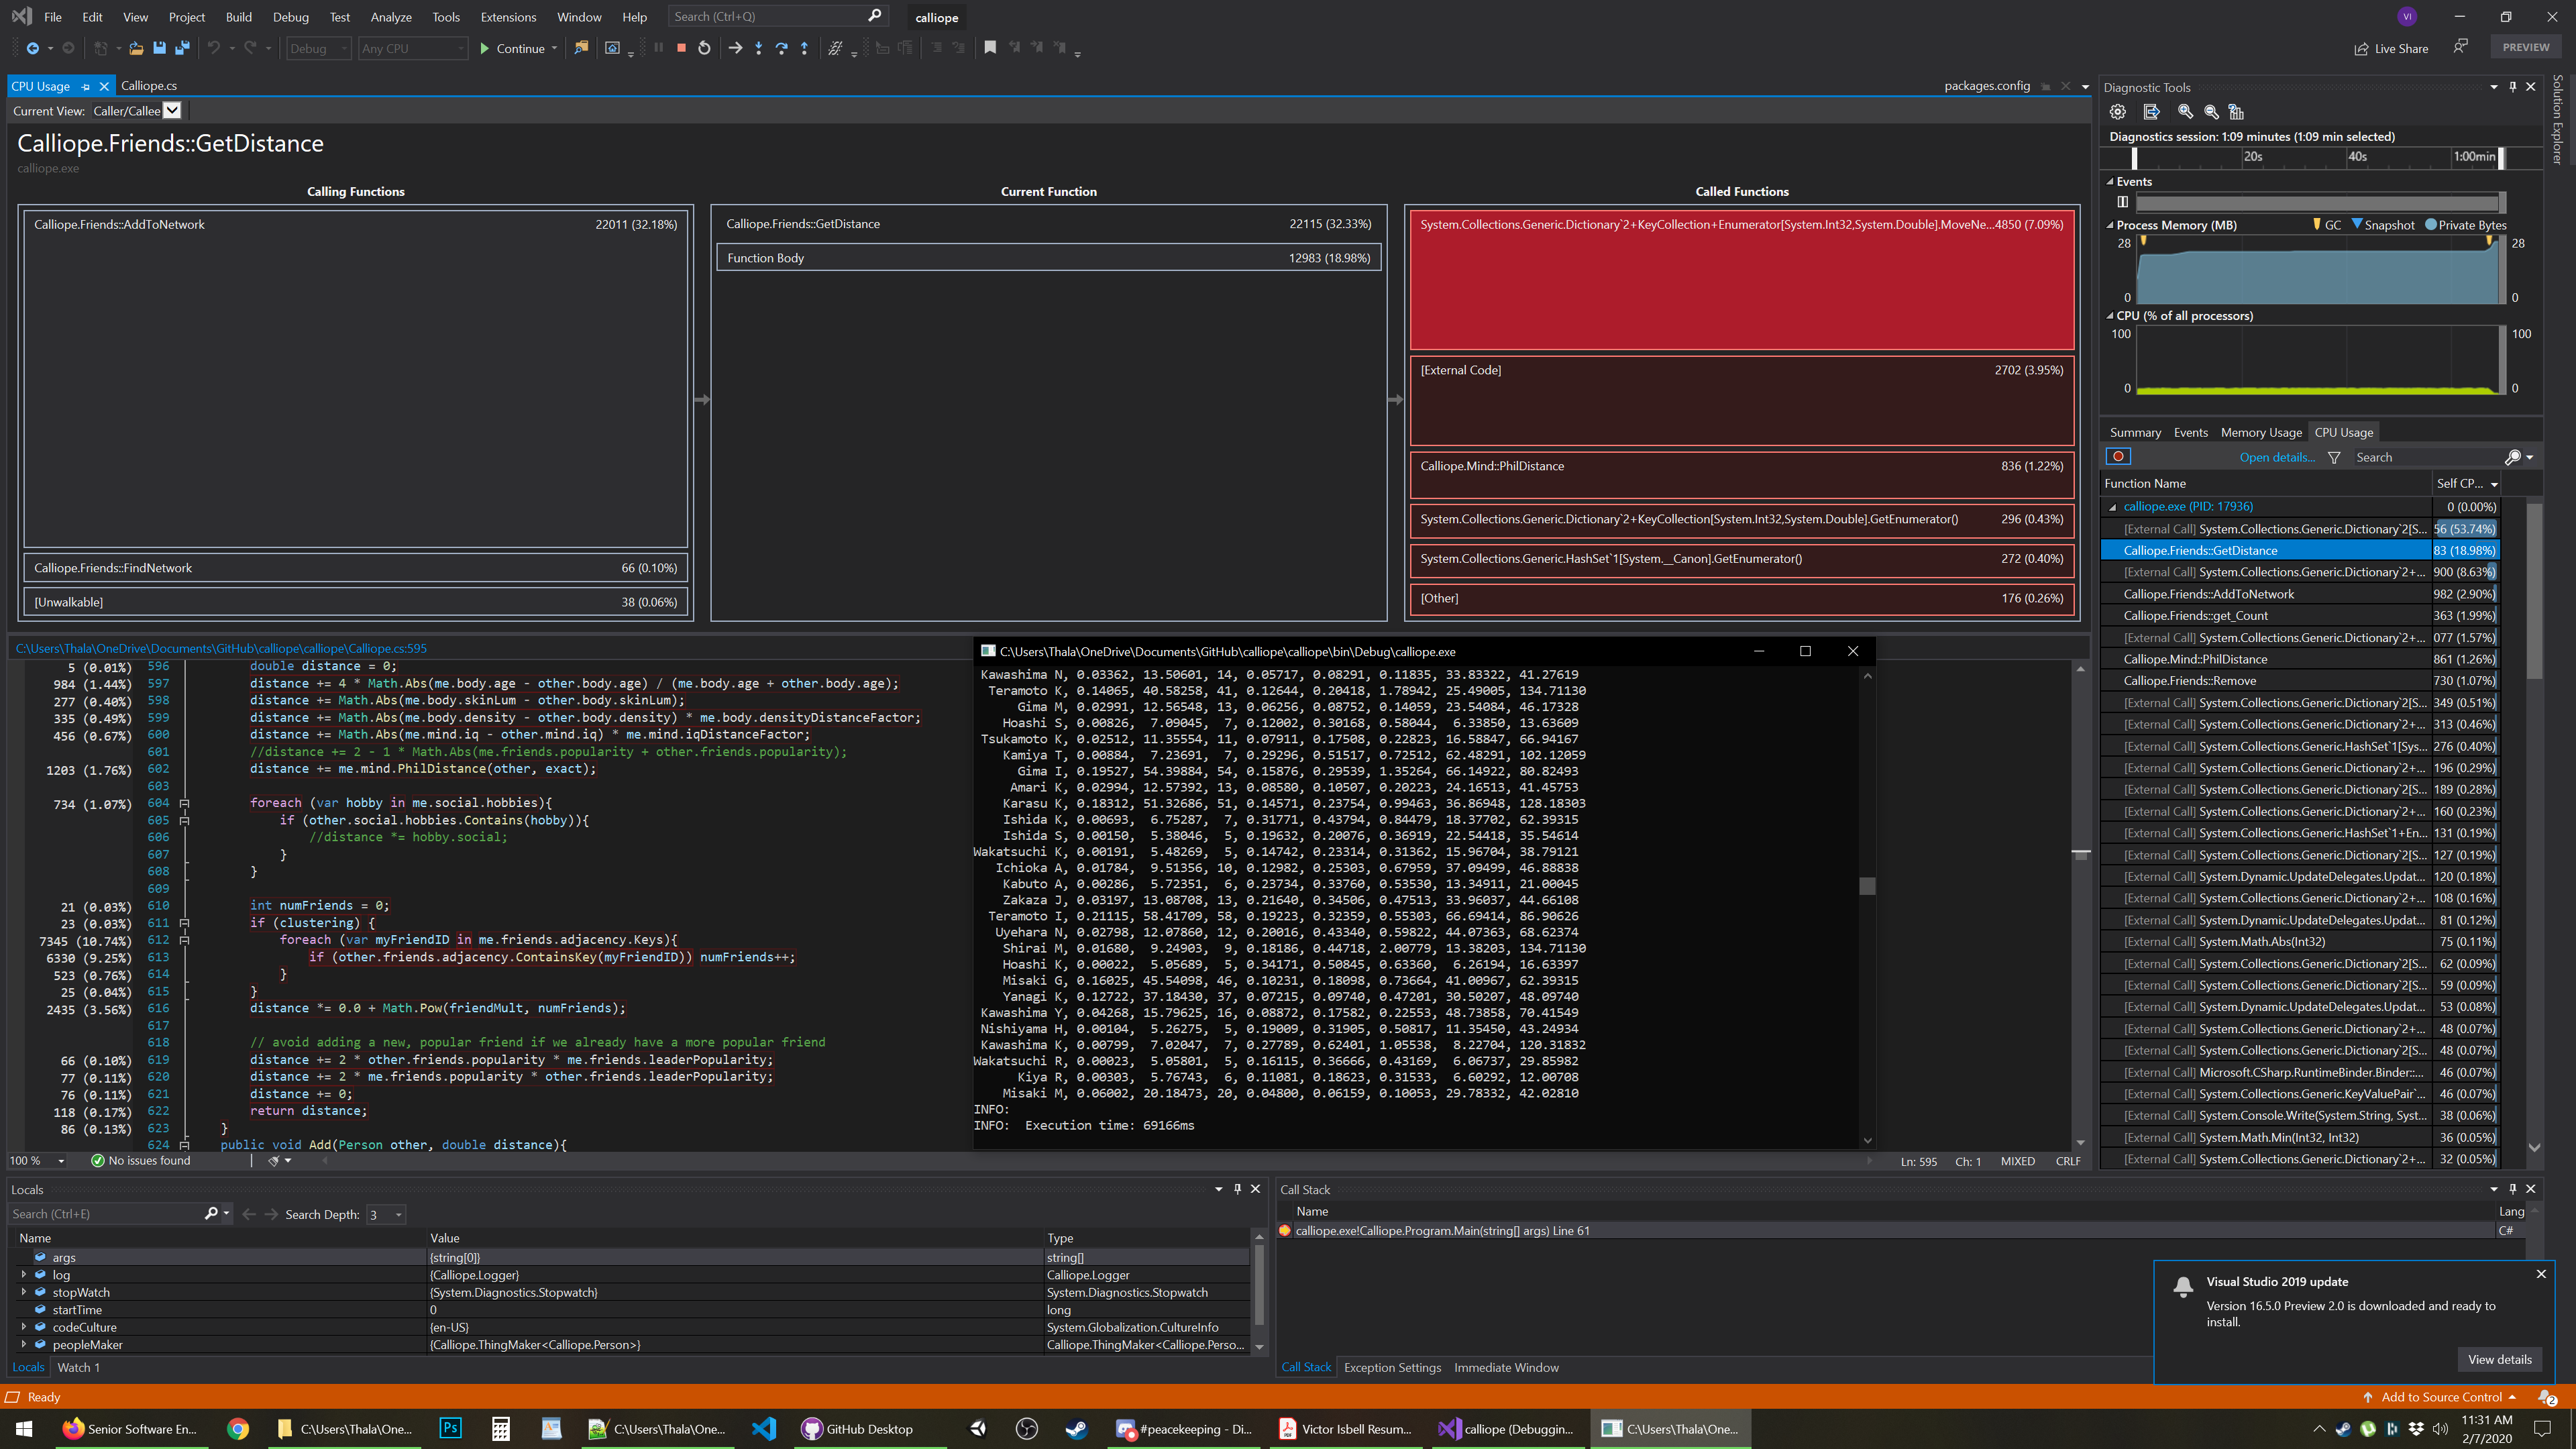 File Edit View Project Build Debug Test Analyze Tools Extensions Window Help Search (Ctrl+Q) calliope VI
Debug Any CPU Continue Live Share PREVIEW
CPU Usage Calliope.cs packages.config
Current View: Caller/Callee
Calliope.Friends::GetDistance
calliope.exe
Calling Functions Current Function Called Functions
Calliope.Friends::AddToNetwork 22011 (32.18%)
Calliope.Friends::FindNetwork 66 (0.10%)
[Unwalkable] 38 (0.06%)
Calliope.Friends::GetDistance 22115 (32.33%)
Function Body 12983 (18.98%)
System.Collections.Generic.Dictionary`2+KeyCollection+Enumerator[System.Int32,System.Double].MoveNe...4850 (7.09%)
[External Code] 2702 (3.95%)
Calliope.Mind::PhilDistance 836 (1.22%)
System.Collections.Generic.Dictionary`2+KeyCollection[System.Int32,System.Double].GetEnumerator() 296 (0.43%)
System.Collections.Generic.HashSet`1[System.__Canon].GetEnumerator() 272 (0.40%)
[Other] 176 (0.26%)
C:\Users\Thala\OneDrive\Documents\GitHub\calliope\calliope\Calliope.cs:595
5 (0.01%) 596 double distance = 0;
984 (1.44%) 597 distance += 4 * Math.Abs(me.body.age - other.body.age) / (me.body.age + other.body.age);
277 (0.40%) 598 distance += Math.Abs(me.body.skinLum - other.body.skinLum);
335 (0.49%) 599 distance += Math.Abs(me.body.density - other.body.density) * me.body.densityDistanceFactor;
456 (0.67%) 600 distance += Math.Abs(me.mind.iq - other.mind.iq) * me.mind.iqDistanceFactor;
601 //distance += 2 - 1 * Math.Abs(me.friends.popularity + other.friends.popularity);
1203 (1.76%) 602 distance += me.mind.PhilDistance(other, exact);
603
734 (1.07%) 604 foreach (var hobby in me.social.hobbies){
605 if (other.social.hobbies.Contains(hobby)){
606 //distance *= hobby.social;
607 }
608 }
609
21 (0.03%) 610 int numFriends = 0;
23 (0.03%) 611 if (clustering) {
7345 (10.74%) 612 foreach (var myFriendID in me.friends.adjacency.Keys){
6330 (9.25%) 613 if (other.friends.adjacency.ContainsKey(myFriendID)) numFriends++;
523 (0.76%) 614 }
25 (0.04%) 615 }
2435 (3.56%) 616 distance *= 0.0 + Math.Pow(friendMult, numFriends);
617
618 // avoid adding a new, popular friend if we already have a more popular friend
66 (0.10%) 619 distance += 2 * other.friends.popularity * me.friends.leaderPopularity;
77 (0.11%) 620 distance += 2 * me.friends.popularity * other.friends.leaderPopularity;
76 (0.11%) 621 distance += 0;
118 (0.17%) 622 return distance;
86 (0.13%) 623 }
624 public void Add(Person other, double distance){
100 % No issues found Ln: 595 Ch: 1 MIXED CRLF
C:\Users\Thala\OneDrive\Documents\GitHub\calliope\calliope\bin\Debug\calliope.exe
Kawashima N, 0.03362, 13.50601, 14, 0.05717, 0.08291, 0.11835, 33.83322, 41.27619
Teramoto K, 0.14065, 40.58258, 41, 0.12644, 0.20418, 1.78942, 25.49005, 134.71130
Gima M, 0.02991, 12.56548, 13, 0.06256, 0.08752, 0.14059, 23.54084, 46.17328
Hoashi S, 0.00826, 7.09045, 7, 0.12002, 0.30168, 0.58044, 6.33850, 13.63609
Tsukamoto K, 0.02512, 11.35554, 11, 0.07911, 0.17508, 0.22823, 16.58847, 66.94167
Kamiya T, 0.00884, 7.23691, 7, 0.29296, 0.51517, 0.72512, 62.48291, 102.12059
Gima I, 0.19527, 54.39884, 54, 0.15876, 0.29539, 1.35264, 66.14922, 80.82493
Amari K, 0.02994, 12.57392, 13, 0.08580, 0.10507, 0.20223, 24.16513, 41.45753
Karasu K, 0.18312, 51.32686, 51, 0.14571, 0.23754, 0.99463, 36.86948, 128.18303
Ishida K, 0.00693, 6.75287, 7, 0.31771, 0.43794, 0.84479, 18.37702, 62.39315
Ishida S, 0.00150, 5.38046, 5, 0.19632, 0.20076, 0.36919, 22.54418, 35.54614
Wakatsuchi K, 0.00191, 5.48269, 5, 0.14742, 0.23314, 0.31362, 15.96704, 38.79121
Ichioka A, 0.01784, 9.51356, 10, 0.12982, 0.25303, 0.67959, 37.09499, 46.88838
Kabuto A, 0.00286, 5.72351, 6, 0.23734, 0.33760, 0.53530, 13.34911, 21.00045
Zakaza J, 0.03197, 13.08708, 13, 0.21640, 0.34506, 0.47513, 33.96037, 44.66108
Teramoto I, 0.21115, 58.41709, 58, 0.19223, 0.32359, 0.55303, 66.69414, 86.90626
Uyehara N, 0.02798, 12.07860, 12, 0.20016, 0.43340, 0.59822, 44.07363, 68.62374
Shirai M, 0.01680, 9.24903, 9, 0.18186, 0.44718, 2.00779, 13.38203, 134.71130
Hoashi K, 0.00022, 5.05689, 5, 0.34171, 0.50845, 0.63360, 6.26194, 16.63397
Misaki G, 0.16025, 45.54098, 46, 0.10231, 0.18098, 0.73664, 41.00967, 62.39315
Yanagi K, 0.12722, 37.18430, 37, 0.07215, 0.09740, 0.47201, 30.50207, 48.09740
Kawashima Y, 0.04268, 15.79625, 16, 0.08872, 0.17582, 0.22553, 48.73858, 70.41549
Nishiyama H, 0.00104, 5.26275, 5, 0.19009, 0.31905, 0.50817, 11.35450, 43.24934
Kawashima K, 0.00799, 7.02047, 7, 0.27789, 0.62401, 1.05538, 8.22704, 120.31832
Wakatsuchi R, 0.00023, 5.05801, 5, 0.16115, 0.36666, 0.43169, 6.06737, 29.85982
Kiya R, 0.00303, 5.76743, 6, 0.11081, 0.18623, 0.31533, 6.60292, 12.00708
Misaki M, 0.06002, 20.18473, 20, 0.04800, 0.06159, 0.10053, 29.78332, 42.02810
INFO:
INFO: Execution time: 69166ms
Diagnostic Tools
Diagnostics session: 1:09 minutes (1:09 min selected)
20s 40s 1:00min
Events
Process Memory (MB) GC Snapshot Private Bytes
28 28
0 0
CPU (% of all processors)
100 100
0 0
Summary Events Memory Usage CPU Usage
Open details... Search
Function Name Self CP...
calliope.exe (PID: 17936) 0 (0.00%)
[External Call] System.Collections.Generic.Dictionary`2[S... 56 (53.74%)
Calliope.Friends::GetDistance 83 (18.98%)
[External Call] System.Collections.Generic.Dictionary`2+... 900 (8.63%)
Calliope.Friends::AddToNetwork 982 (2.90%)
Calliope.Friends::get_Count 363 (1.99%)
[External Call] System.Collections.Generic.Dictionary`2+... 077 (1.57%)
Calliope.Mind::PhilDistance 861 (1.26%)
Calliope.Friends::Remove 730 (1.07%)
[External Call] System.Collections.Generic.Dictionary`2[S... 349 (0.51%)
[External Call] System.Collections.Generic.Dictionary`2+... 313 (0.46%)
[External Call] System.Collections.Generic.HashSet`1[Sys... 276 (0.40%)
[External Call] System.Collections.Generic.Dictionary`2+... 196 (0.29%)
[External Call] System.Collections.Generic.Dictionary`2[S... 189 (0.28%)
[External Call] System.Collections.Generic.Dictionary`2+... 160 (0.23%)
[External Call] System.Collections.Generic.HashSet`1+En... 131 (0.19%)
[External Call] System.Collections.Generic.Dictionary`2[S... 127 (0.19%)
[External Call] System.Dynamic.UpdateDelegates.Updat... 120 (0.18%)
[External Call] System.Collections.Generic.Dictionary`2+... 108 (0.16%)
[External Call] System.Dynamic.UpdateDelegates.Updat... 81 (0.12%)
[External Call] System.Math.Abs(Int32) 75 (0.11%)
[External Call] System.Collections.Generic.Dictionary`2[S... 62 (0.09%)
[External Call] System.Collections.Generic.Dictionary`2[S... 59 (0.09%)
[External Call] System.Dynamic.UpdateDelegates.Updat... 53 (0.08%)
[External Call] System.Collections.Generic.Dictionary`2+... 48 (0.07%)
[External Call] System.Collections.Generic.Dictionary`2[S... 48 (0.07%)
[External Call] Microsoft.CSharp.RuntimeBinder.Binder::... 46 (0.07%)
[External Call] System.Collections.Generic.KeyValuePair`... 46 (0.07%)
[External Call] System.Console.Write(System.String, Syst... 38 (0.06%)
[External Call] System.Math.Min(Int32, Int32) 36 (0.05%)
[External Call] System.Collections.Generic.Dictionary`2+... 32 (0.05%)
Solution Explorer
Locals
Search (Ctrl+E) Search Depth: 3
Name Value Type
args {string[0]} string[]
log {Calliope.Logger} Calliope.Logger
stopWatch {System.Diagnostics.Stopwatch} System.Diagnostics.Stopwatch
startTime 0 long
codeCulture {en-US} System.Globalization.CultureInfo
peopleMaker {Calliope.ThingMaker<Calliope.Person>} Calliope.ThingMaker<Calliope.Perso...
Locals Watch 1
Call Stack
Name Lang
calliope.exe!Calliope.Program.Main(string[] args) Line 61 C#
Call Stack Exception Settings Immediate Window
Visual Studio 2019 update
Version 16.5.0 Preview 2.0 is downloaded and ready to
install.
View details
Ready Add to Source Control 2
Senior Software En... C:\Users\Thala\One... Ps C:\Users\Thala\One... GitHub Desktop #peacekeeping - Di... Victor Isbell Resum... calliope (Debuggin... C:\Users\Thala\One... 11:31 AM
2/7/2020